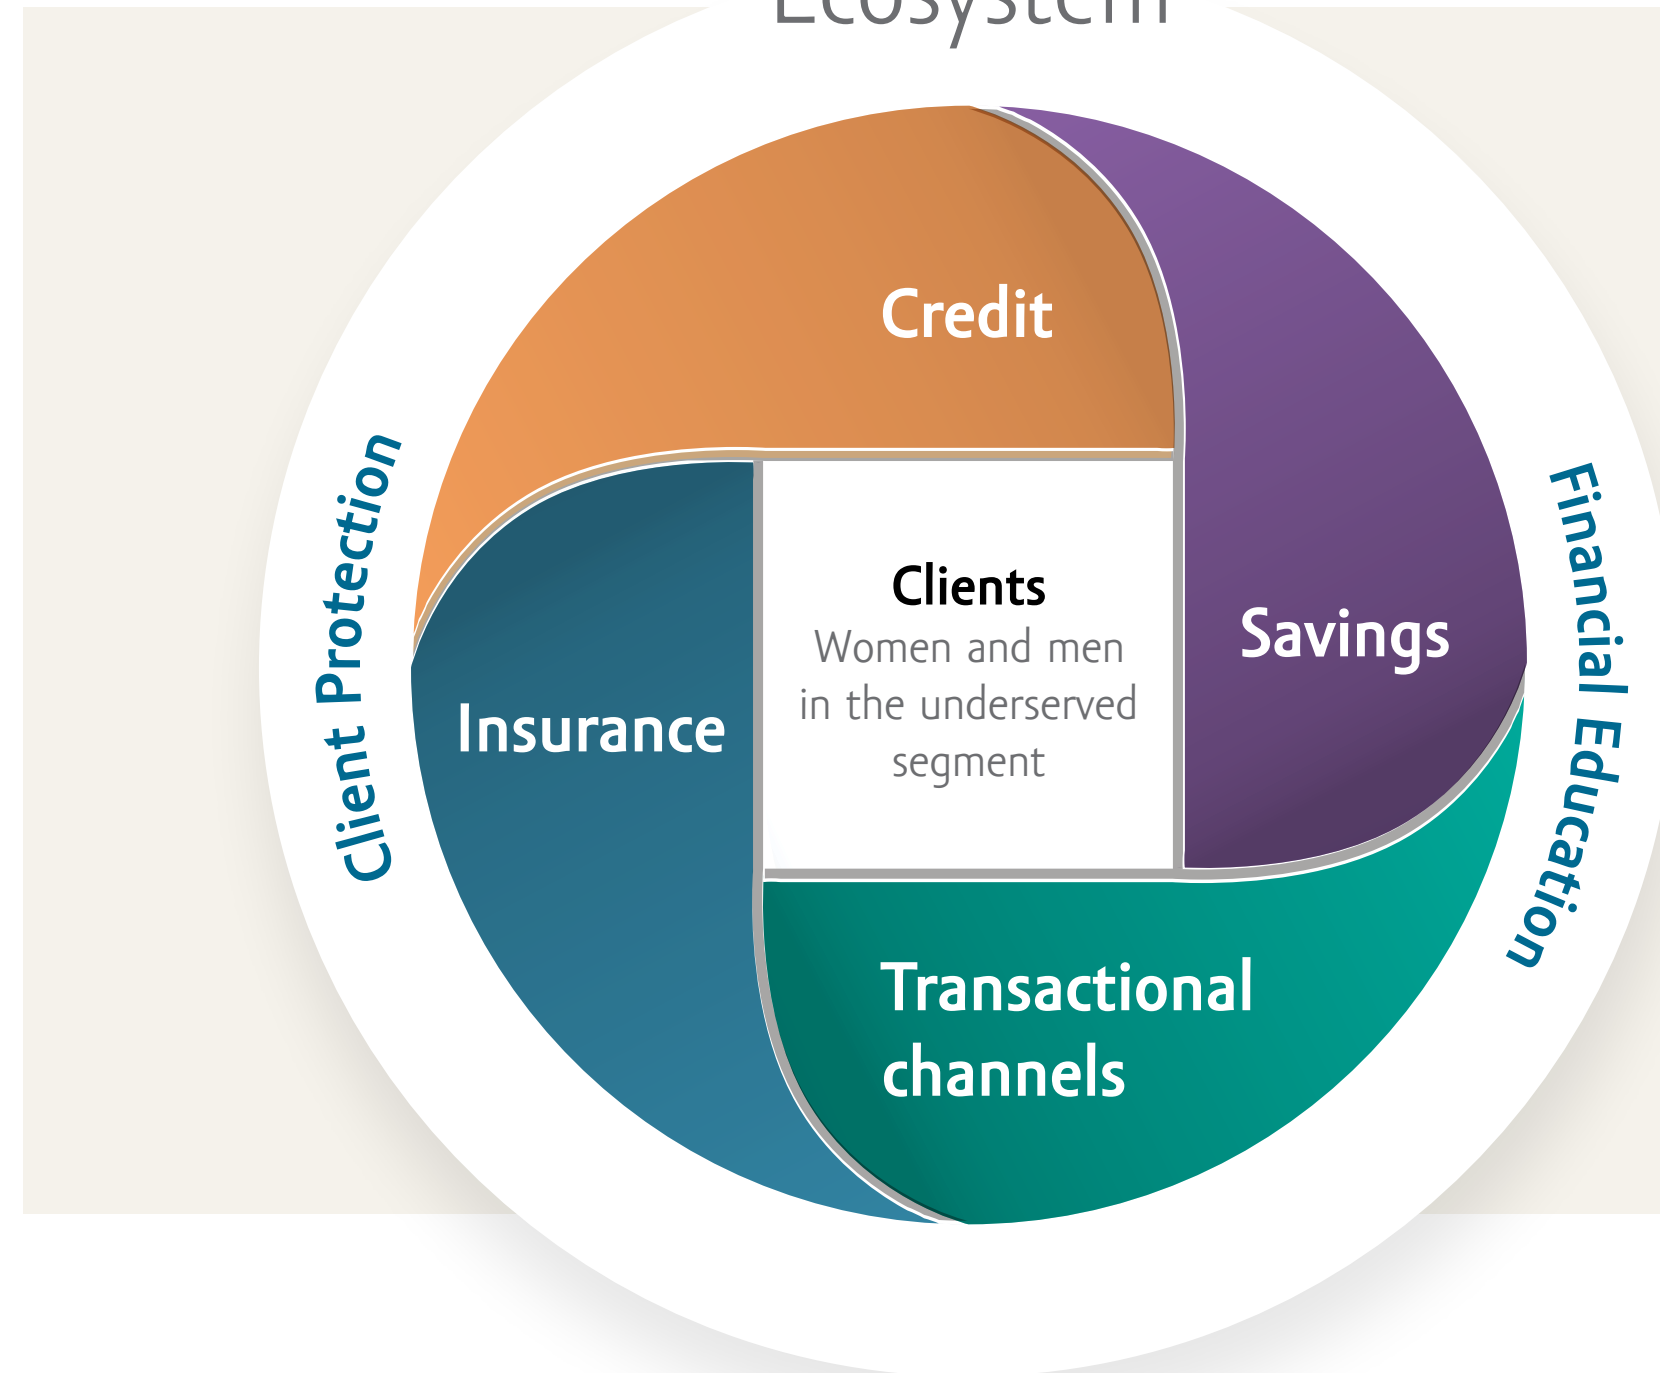 Ecosystem
Credit
Client Protection
Financial Education
Clients
Women and men
in the underserved
segment
Savings
Insurance
Transactional
channels